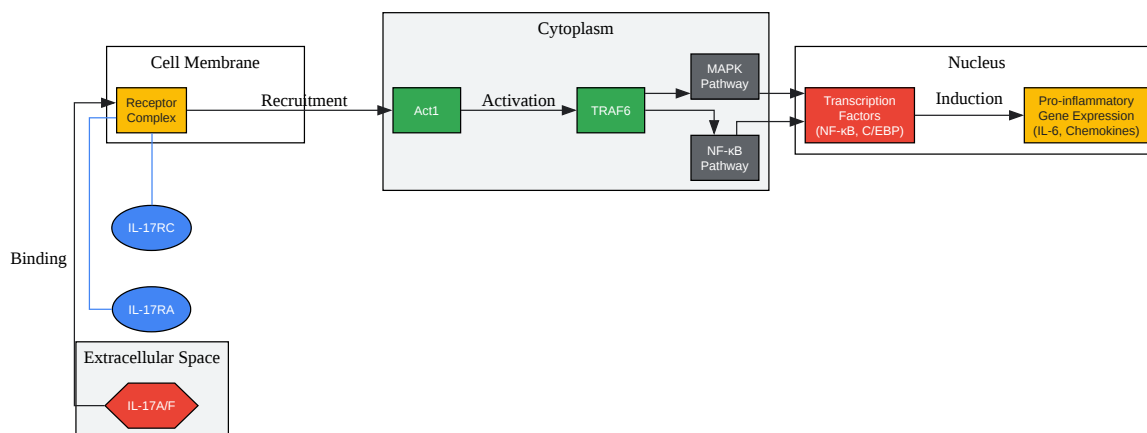 Cytoplasm
Cell Membrane
Nucleus
MAPK
Pathway
Receptor
Complex
Recruitment
Act1
Activation
TRAF6
Transcription
Factors
(NF-κB, C/EBP)
Induction
Pro-inflammatory
Gene Expression
(IL-6, Chemokines)
NF-κB
Pathway
IL-17RC
Binding
IL-17RA
Extracellular Space
IL-17A/F